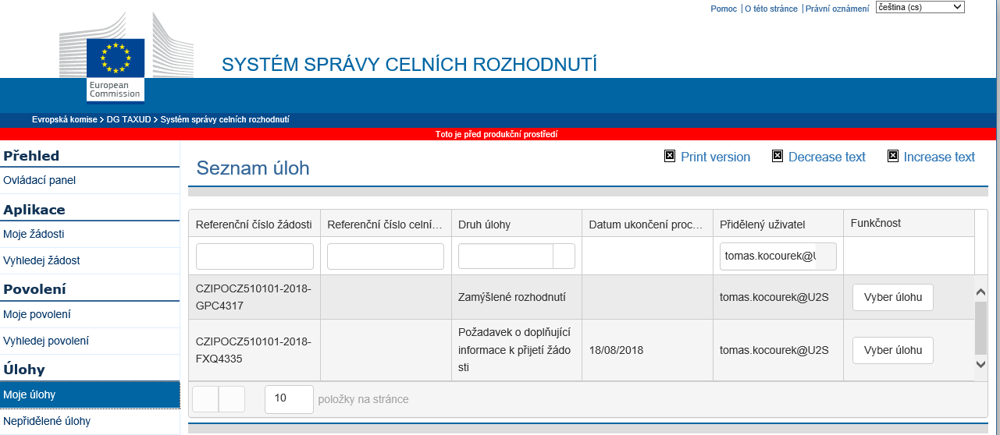 Pomoc | O této stránce | Právní oznámení čeština (cs)
SYSTÉM SPRÁVY CELNÍCH ROZHODNUTÍ
European
Commission
Evropská komise > DG TAXUD > Systém správy celních rozhodnutí
Toto je před produkční prostředí
Přehled
Ovládací panel
Aplikace
Moje žádosti
Vyhledej žádost
Povolení
Moje povolení
Vyhledej povolení
Úlohy
Moje úlohy
Nepřidělené úlohy
Print version Decrease text Increase text
Seznam úloh
Referenční číslo žádosti Referenční číslo celní... Druh úlohy Datum ukončení proc... Přidělený uživatel Funkčnost
tomas.kocourek@U
CZIPOCZ510101-2018-
GPC4317
Zamýšlené rozhodnutí
tomas.kocourek@U2S
Vyber úlohu
CZIPOCZ510101-2018-
FXQ4335
Požadavek o doplňující
informace k přijetí žádo
sti
18/08/2018
tomas.kocourek@U2S
Vyber úlohu
10 položky na stránce